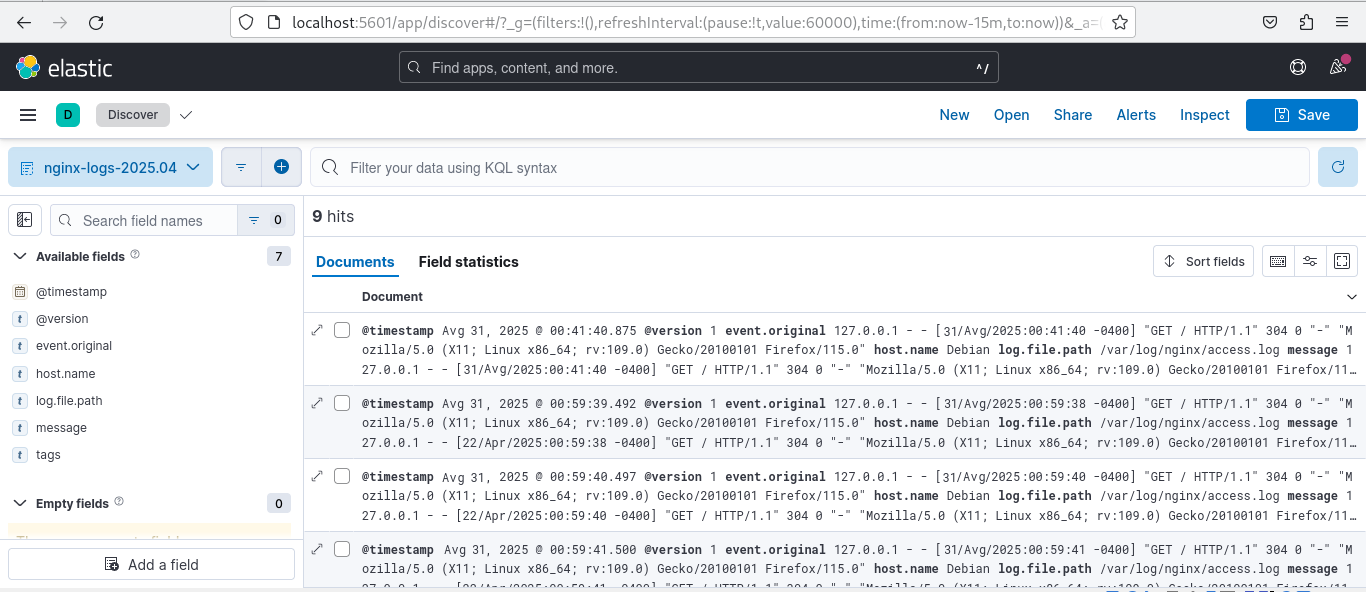 localhost:5601/app/discover#/?_g=(filters:!(),refreshInterval:(pause:!t,value:60000),time:(from:now-15m,to:now))&_a=(
elastic
Find apps, content, and more.
^/
D
Discover
New
Open
Share
Alerts
Inspect
Save
nginx-logs-2025.04
Filter your data using KQL syntax
Search field names
0
9 hits
Available fields
7
Documents
Field statistics
Sort fields
@timestamp
@version
event.original
host.name
log.file.path
message
tags
Empty fields
0
Add a field
Document
@timestamp Avg 31, 2025 @ 00:41:40.875 @version 1 event.original 127.0.0.1 - - [31/Avg/2025:00:41:40 -0400] "GET / HTTP/1.1" 304 0 "-" "M
ozilla/5.0 (X11; Linux x86_64; rv:109.0) Gecko/20100101 Firefox/115.0" host.name Debian log.file.path /var/log/nginx/access.log message 1
27.0.0.1 - - [31/Avg/2025:00:41:40 -0400] "GET / HTTP/1.1" 304 0 "-" "Mozilla/5.0 (X11; Linux x86_64; rv:109.0) Gecko/20100101 Firefox/11…
@timestamp Avg 31, 2025 @ 00:59:39.492 @version 1 event.original 127.0.0.1 - - [31/Avg/2025:00:59:38 -0400] "GET / HTTP/1.1" 304 0 "-" "M
ozilla/5.0 (X11; Linux x86_64; rv:109.0) Gecko/20100101 Firefox/115.0" host.name Debian log.file.path /var/log/nginx/access.log message 1
27.0.0.1 - - [22/Apr/2025:00:59:38 -0400] "GET / HTTP/1.1" 304 0 "-" "Mozilla/5.0 (X11; Linux x86_64; rv:109.0) Gecko/20100101 Firefox/11…
@timestamp Avg 31, 2025 @ 00:59:40.497 @version 1 event.original 127.0.0.1 - - [31/Avg/2025:00:59:40 -0400] "GET / HTTP/1.1" 304 0 "-" "M
ozilla/5.0 (X11; Linux x86_64; rv:109.0) Gecko/20100101 Firefox/115.0" host.name Debian log.file.path /var/log/nginx/access.log message 1
27.0.0.1 - - [22/Apr/2025:00:59:40 -0400] "GET / HTTP/1.1" 304 0 "-" "Mozilla/5.0 (X11; Linux x86_64; rv:109.0) Gecko/20100101 Firefox/11…
@timestamp Avg 31, 2025 @ 00:59:41.500 @version 1 event.original 127.0.0.1 - - [31/Avg/2025:00:59:41 -0400] "GET / HTTP/1.1" 304 0 "-" "M
ozilla/5.0 (X11; Linux x86_64; rv:109.0) Gecko/20100101 Firefox/115.0" host.name Debian log.file.path /var/log/nginx/access.log message 1